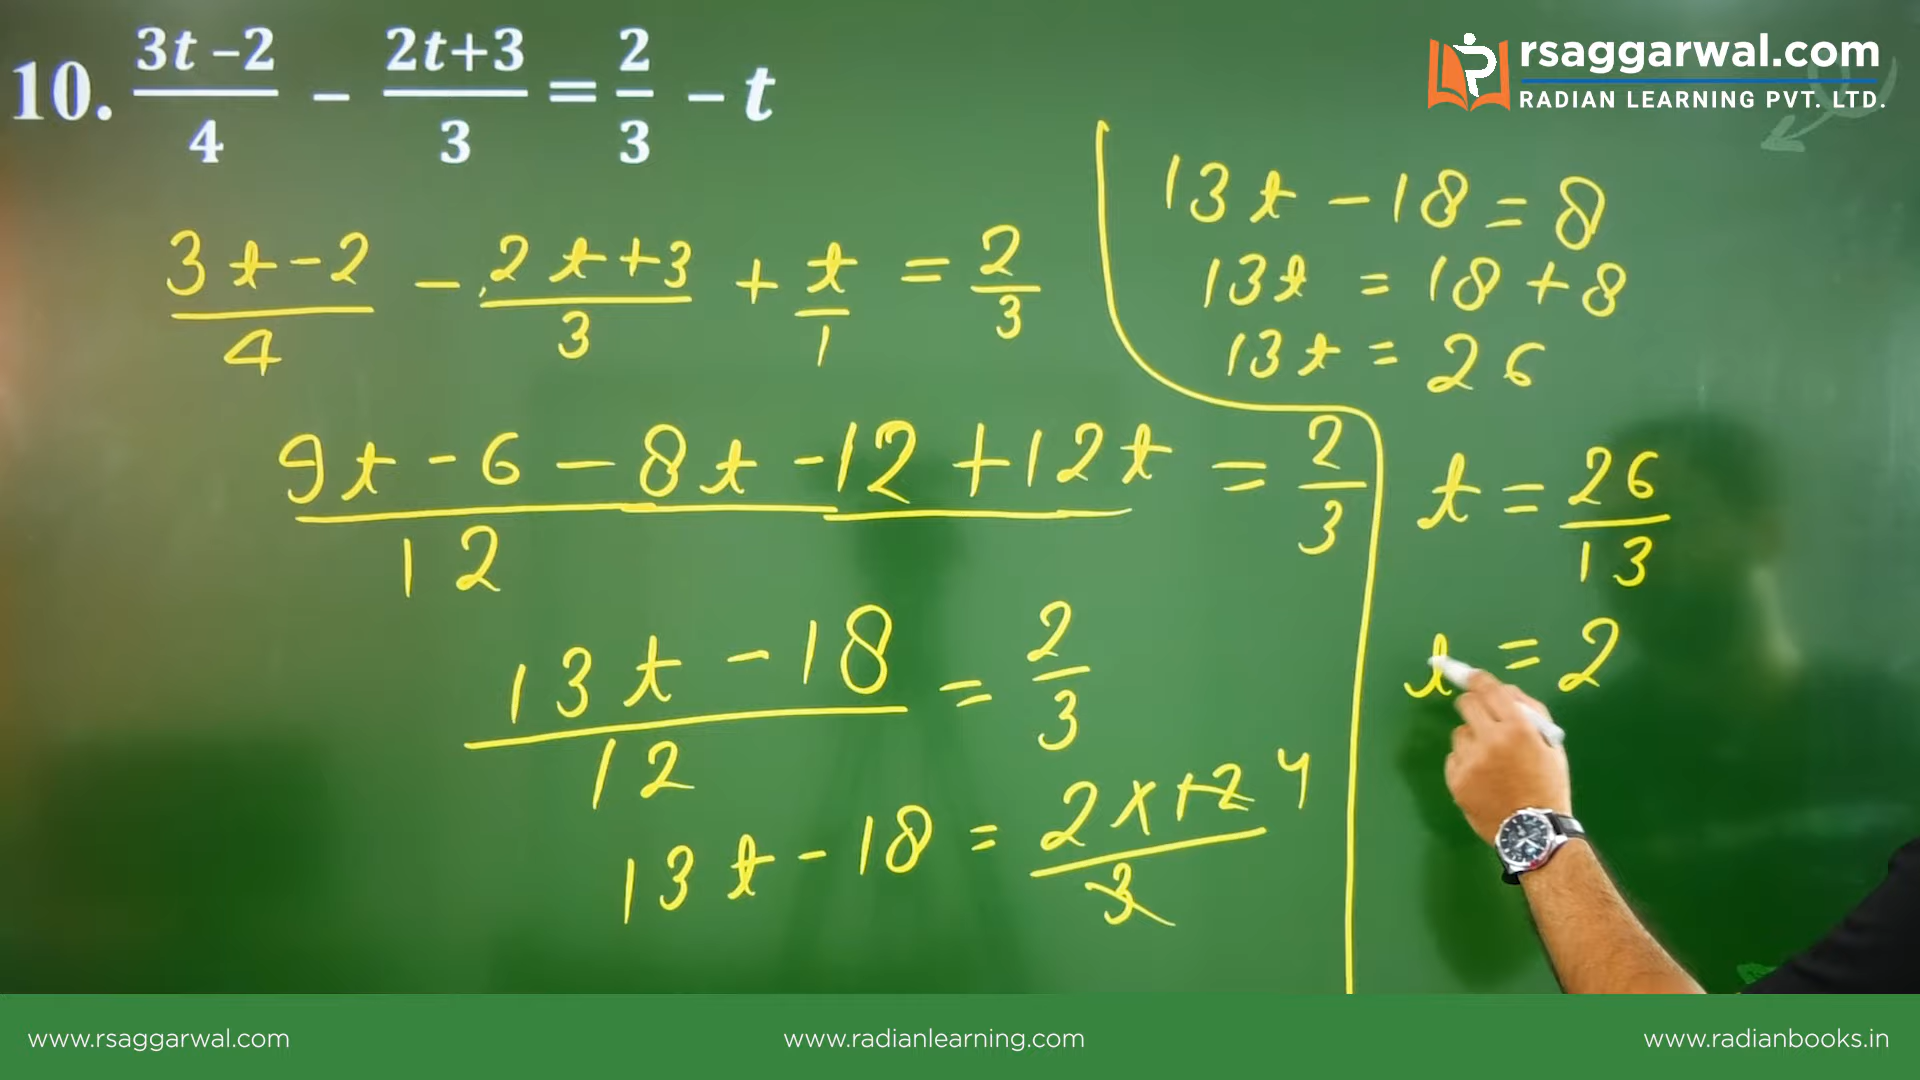 10. (3t-2)/4 - (2t+3)/3 = 2/3 - t
rsaggarwal.com
RADIAN LEARNING PVT. LTD.
(3t-2)/4 - (2t+3)/3 + t/1 = 2/3
(9t-6-8t-12+12t)/12 = 2/3
(13t-18)/12 = 2/3
13t-18 = (2×12)/3 4
13t-18=8
13t = 18+8
13t = 26
t = 26/13
t = 2
www.rsaggarwal.com
www.radianlearning.com
www.radianbooks.in